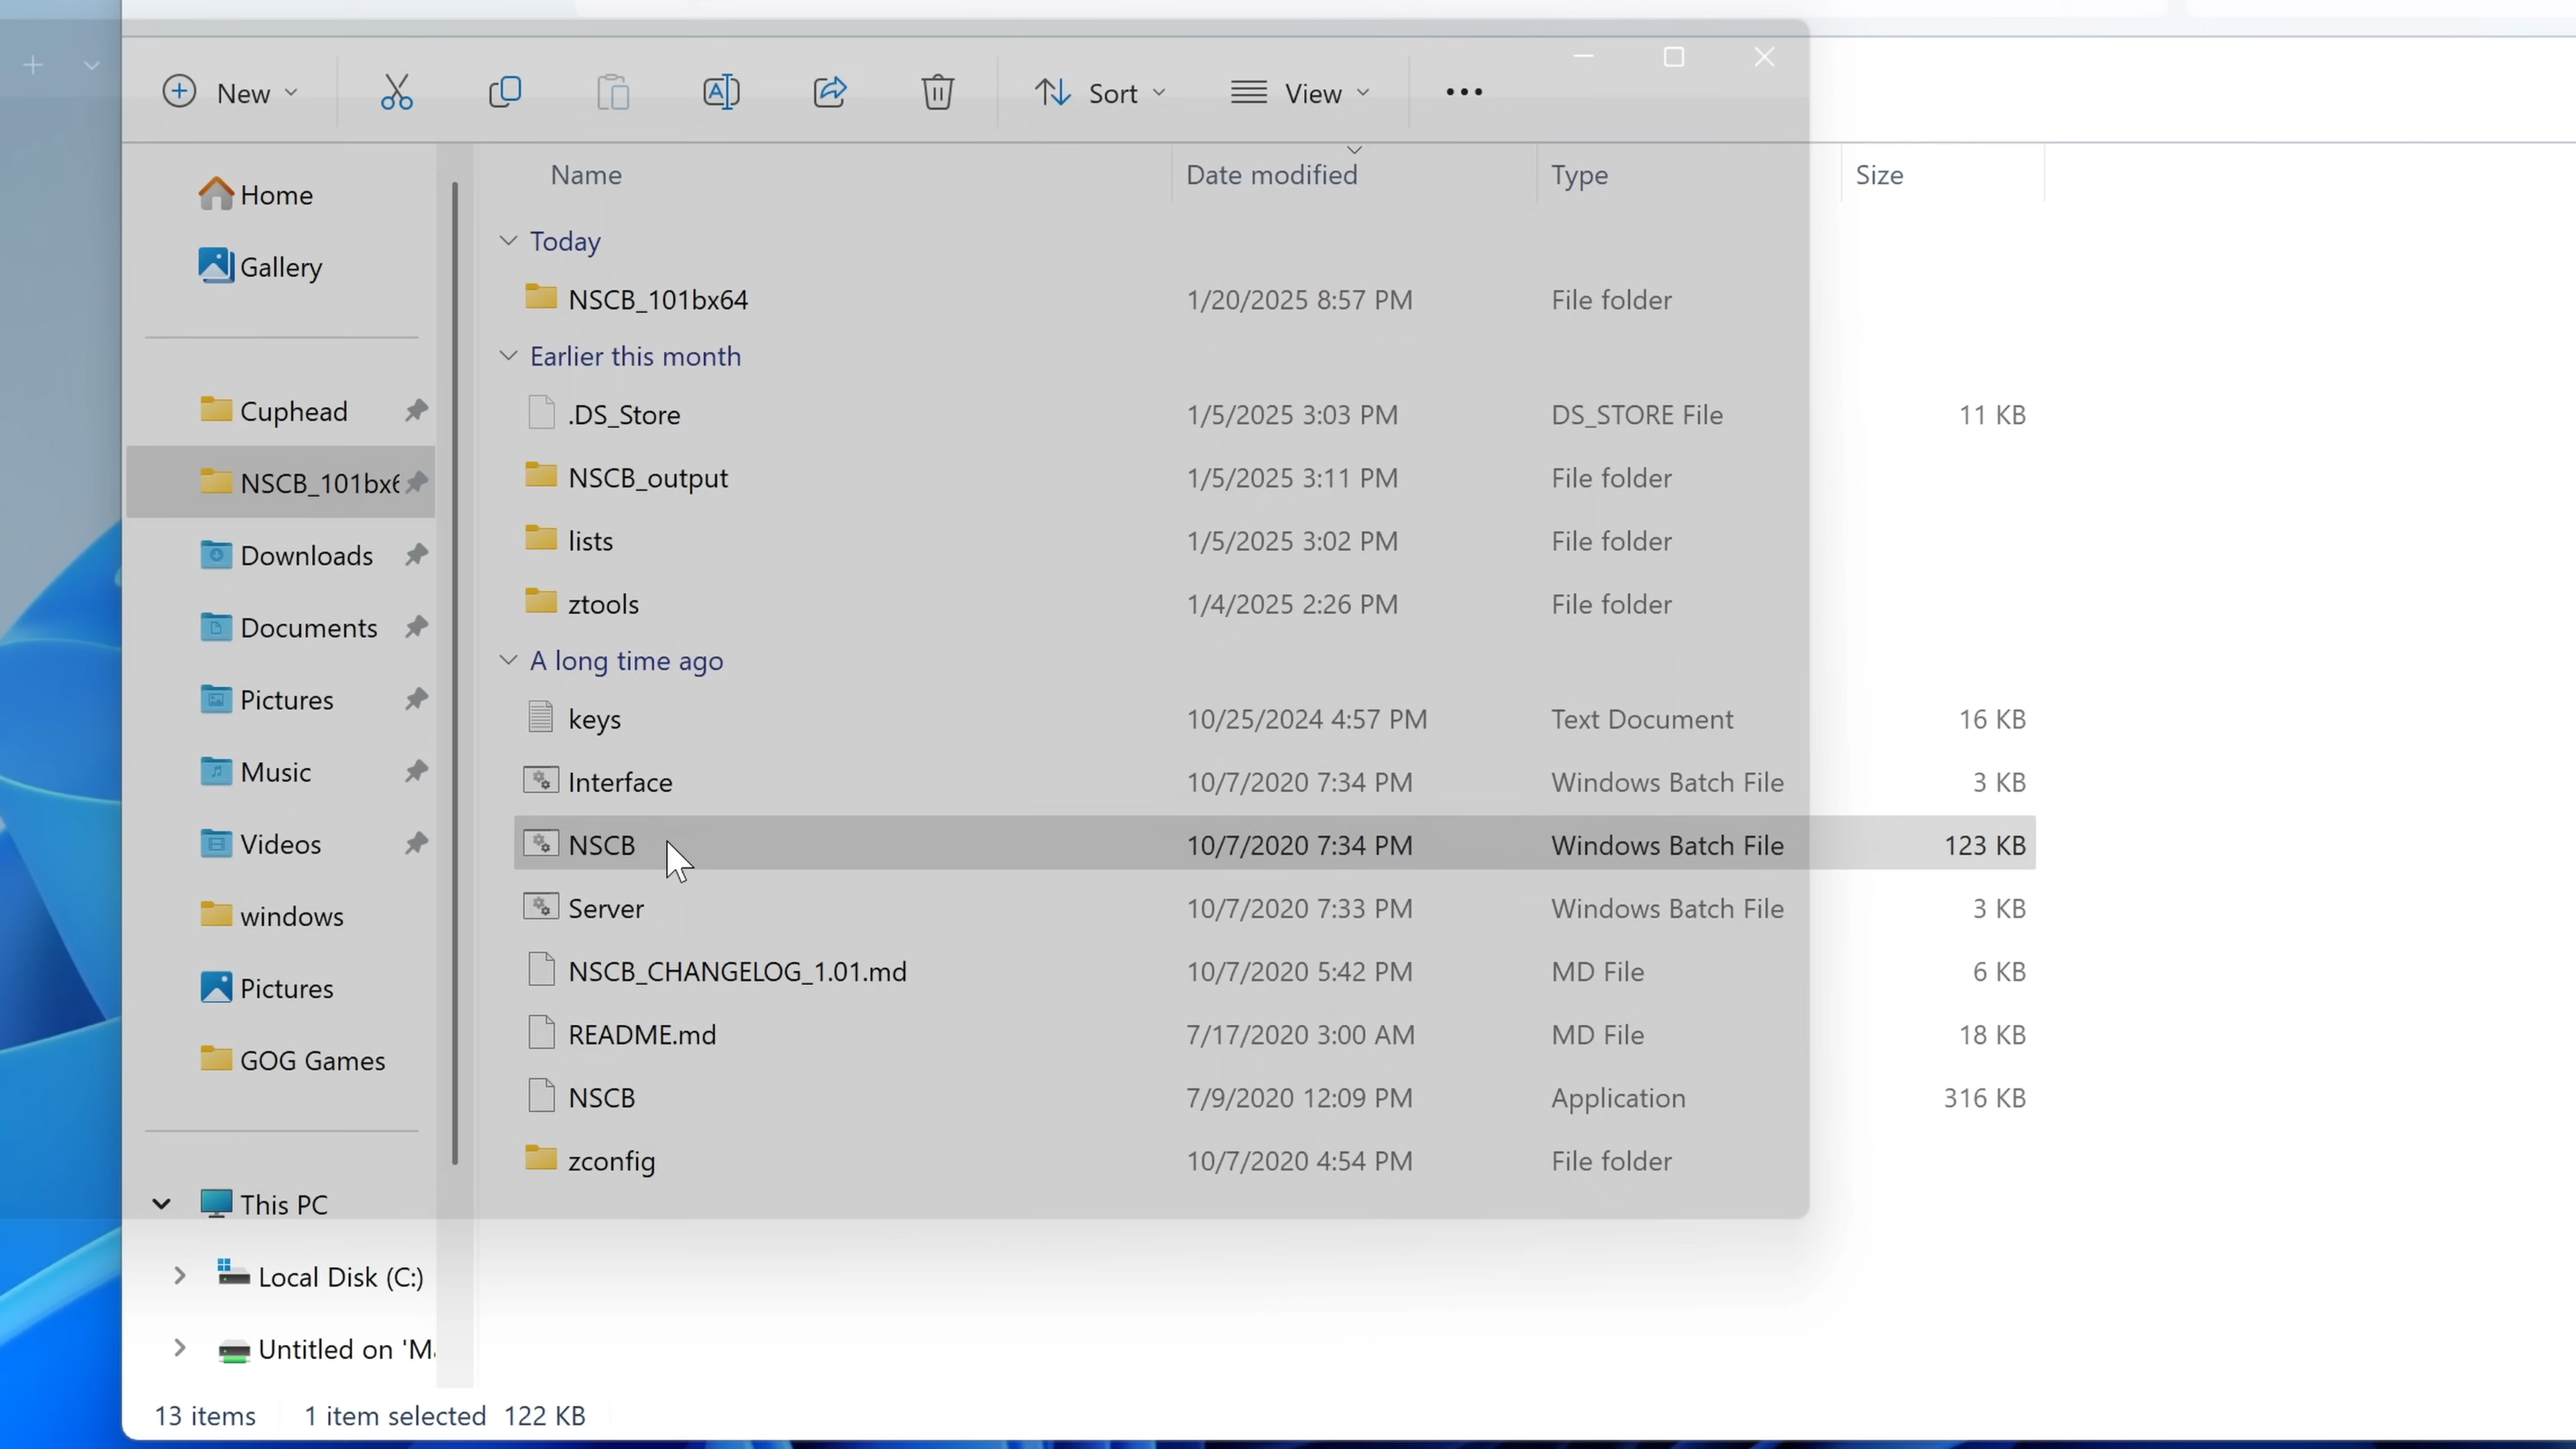 New
Sort
View
Name Date modified Type Size
Home
Gallery
Cuphead
NSCB_101bx6
Downloads
Documents
Pictures
Music
Videos
windows
Pictures
GOG Games
This PC
Local Disk (C:)
Untitled on 'Ma
Today
NSCB_101bx64 1/20/2025 8:57 PM File folder
Earlier this month
.DS_Store 1/5/2025 3:03 PM DS_STORE File 11 KB
NSCB_output 1/5/2025 3:11 PM File folder
lists 1/5/2025 3:02 PM File folder
ztools 1/4/2025 2:26 PM File folder
A long time ago
keys 10/25/2024 4:57 PM Text Document 16 KB
Interface 10/7/2020 7:34 PM Windows Batch File 3 KB
NSCB 10/7/2020 7:34 PM Windows Batch File 123 KB
Server 10/7/2020 7:33 PM Windows Batch File 3 KB
NSCB_CHANGELOG_1.01.md 10/7/2020 5:42 PM MD File 6 KB
README.md 7/17/2020 3:00 AM MD File 18 KB
NSCB 7/9/2020 12:09 PM Application 316 KB
zconfig 10/7/2020 4:54 PM File folder
13 items 1 item selected 122 KB